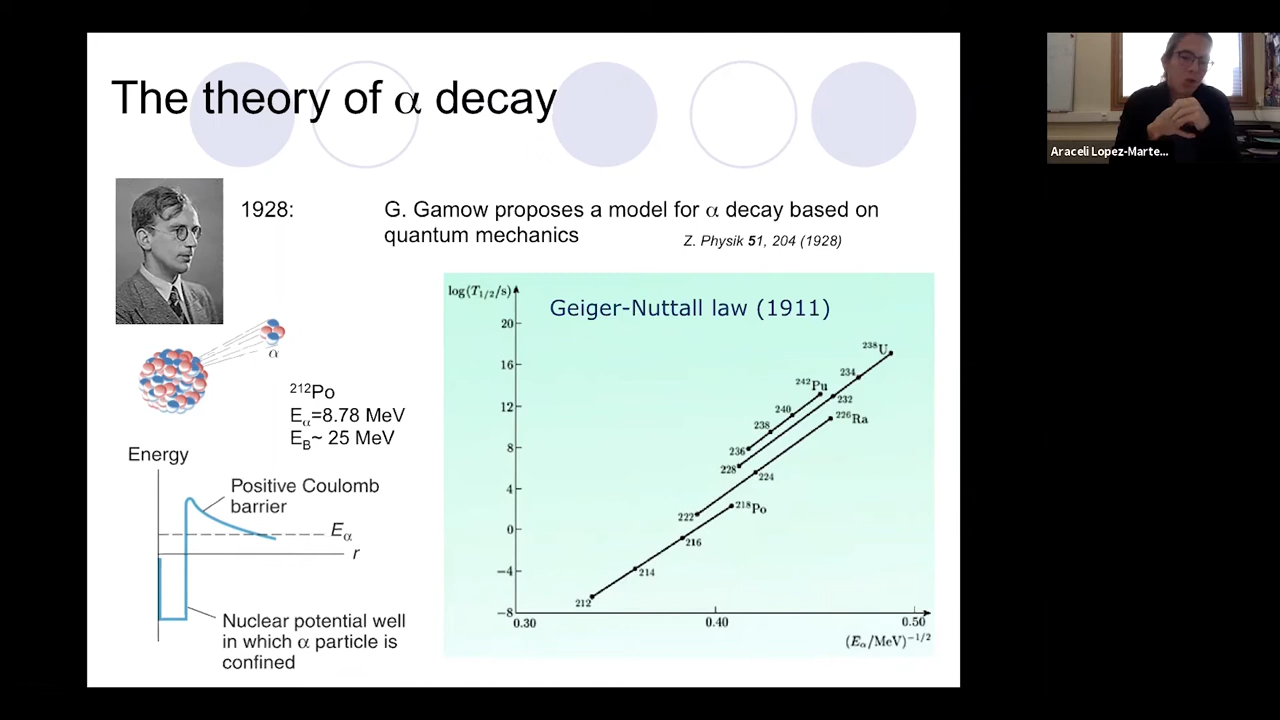 The theory of α decay
1928:
G. Gamow proposes a model for α decay based on
quantum mechanics
Z. Physik 51, 204 (1928)
α
²¹²Po
Eα=8.78 MeV
EB~ 25 MeV
Energy
Positive Coulomb
barrier
Eα
r
Nuclear potential well
in which α particle is
confined
log(T1/2/s)
Geiger-Nuttall law (1911)
20
16
12
8
4
0
−4
−8
0.30
0.40
0.50
(Eα/MeV)⁻¹/²
²³⁸U
234
232
228
²⁴²Pu
240
238
236
²²⁶Ra
224
222
²¹⁸Po
216
214
212
Araceli Lopez-Marte...